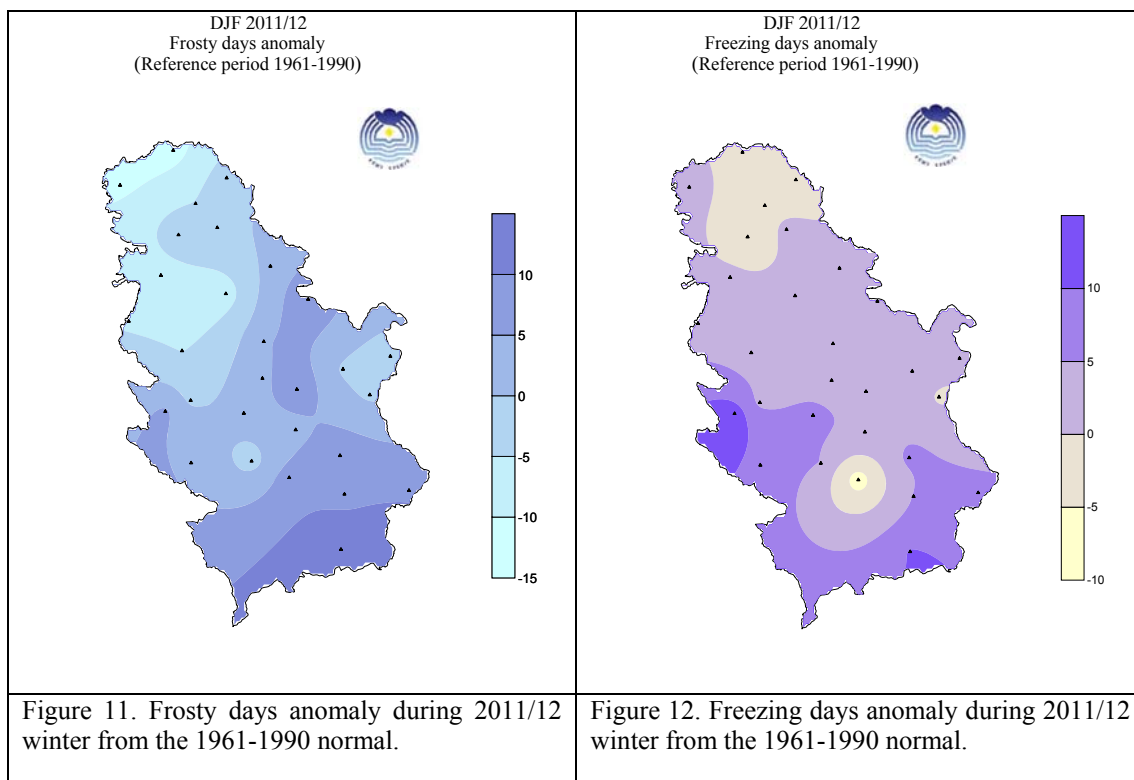 DJF 2011/12
Frosty days anomaly
(Reference period 1961-1990)
10
5
0
-5
-10
-15
Figure 11. Frosty days anomaly during 2011/12
winter from the 1961-1990 normal.
DJF 2011/12
Freezing days anomaly
(Reference period 1961-1990)
10
5
0
-5
-10
Figure 12. Freezing days anomaly during 2011/12
winter from the 1961-1990 normal.